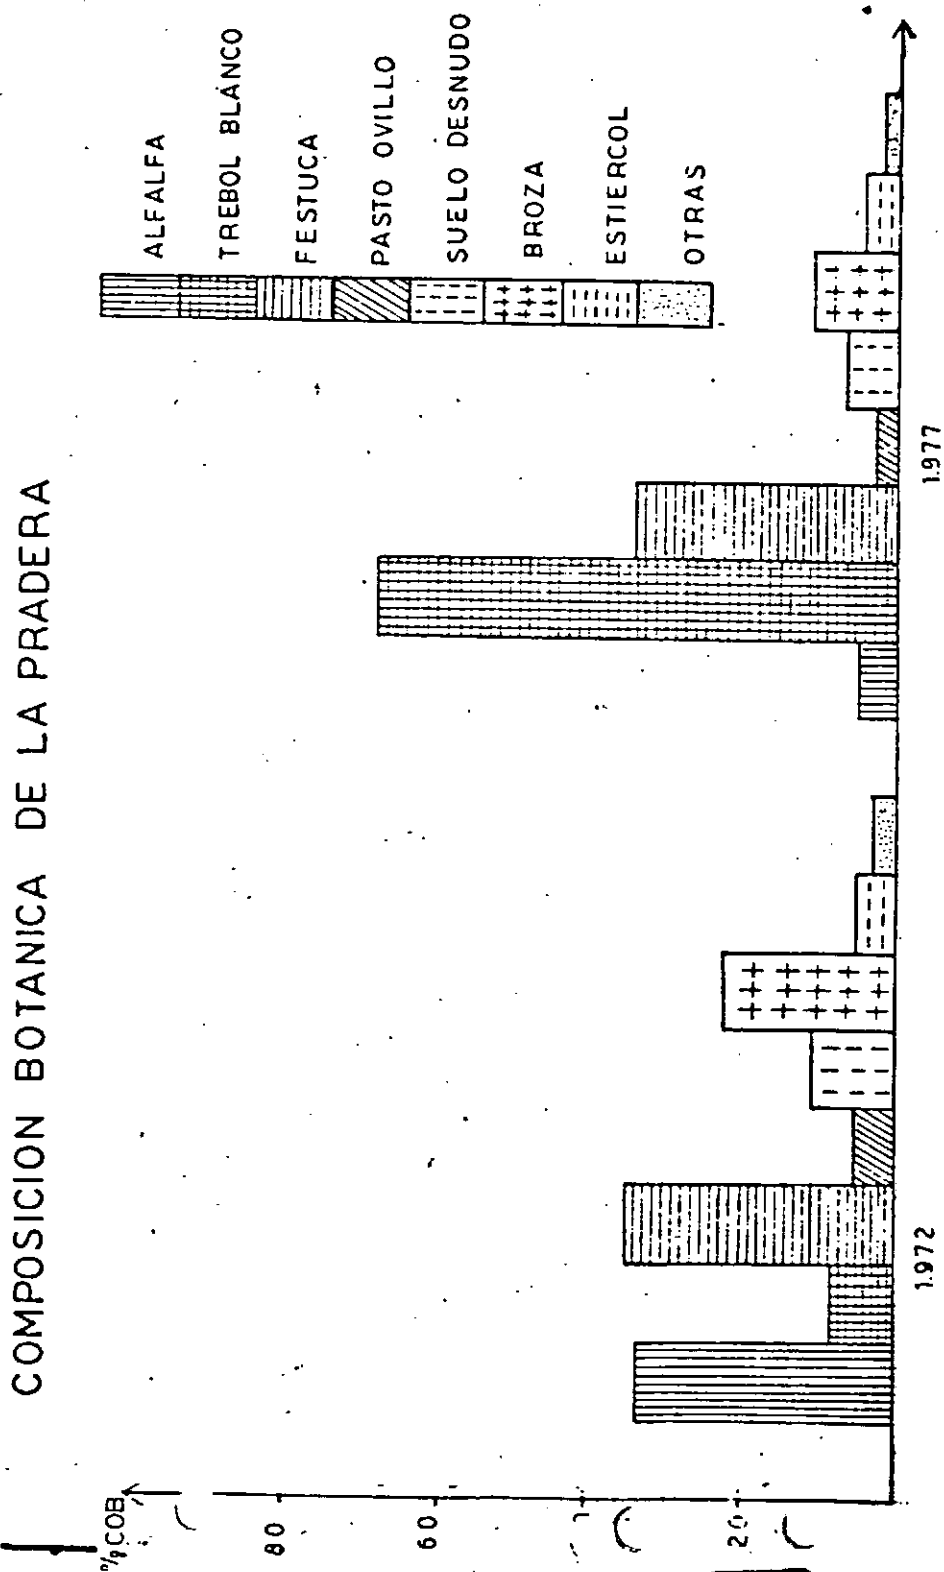 COMPOSICION BOTANICA DE LA PRADERA
% COB.
80
60
20
ALFALFA
TREBOL BLANCO
FESTUCA
PASTO OVILLO
SUELO DESNUDO
BROZA
ESTIERCOL
OTRAS
1.972
1.977